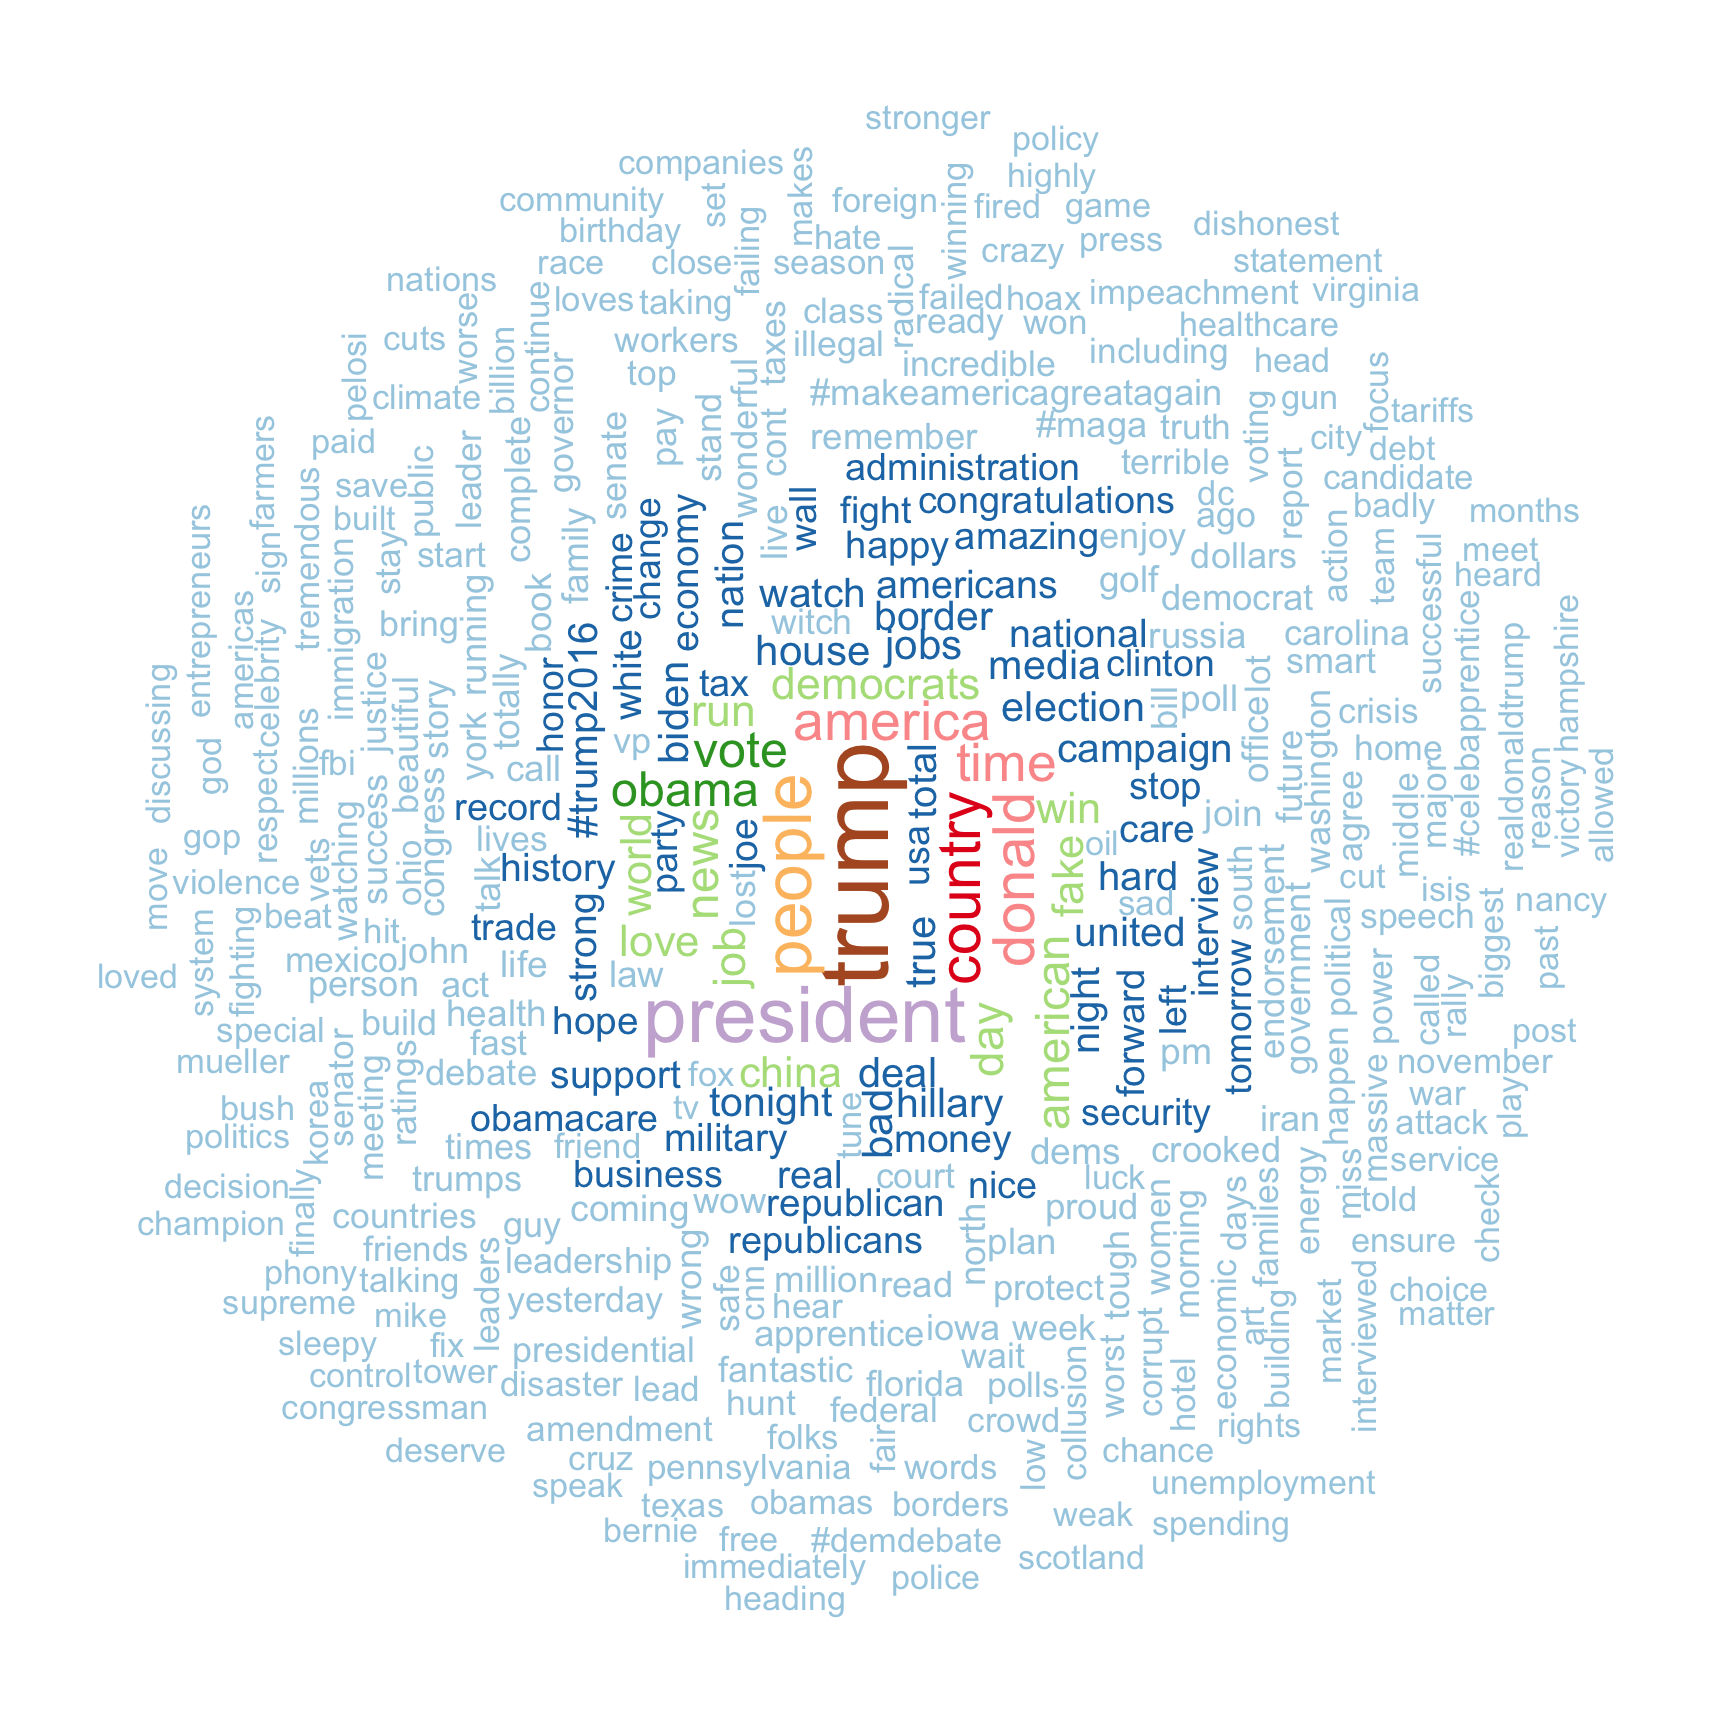 stronger
policy
companies
makes
highly
community
set
foreign
winning
fired
game
dishonest
birthday
failing
hate
crazy
press
statement
race
close
season
radical
nations
continue
loves
taking
class
failed
hoax
impeachment
virginia
cuts
worse
billion
workers
taxes
illegal
ready
won
healthcare
pelosi
governor
top
wonderful
incredible
including
head
focus
climate
pay
stand
cont
#makeamericagreatagain
voting
gun
tariffs
farmers
paid
public
leader
complete
senate
remember
#maga
truth
report
city
debt
tremendous
save
administration
terrible
candidate
entrepreneurs
sign
built
stay
family
crime
change
economy
nation
live
wall
fight
congratulations
dc
ago
action
badly
months
immigration
start
happy
amazing
enjoy
dollars
team
successful
meet
americas
celebrity
bring
running
book
white
watch
americans
golf
democrat
heard
witch
border
national
russia
carolina
#celebapprentice
realdonaldtrump
hampshire
discussing
god
respect
millions
justice
beautiful
story
york
totally
honor
#trump2016
biden
tax
house
jobs
media
clinton
officelot
smart
democrats
bill
poll
crisis
fbi
vp
run
america
election
washington
home
call
vote
time
campaign
future
reason
victory
allowed
success
congress
record
obama
people
trump
total
country
donald
win
stop
join
agree
middle
major
gop
watching
lives
world
news
party
joe
usa
fake
oil
care
move
violence
vets
ohio
talk
history
lost
hard
interview
south
endorsement
cut
isis
nancy
system
fighting
beat
hit
trade
strong
love
job
true
american
sad
government
political
speech
biggest
past
loved
mexico
john
life
law
united
tomorrow
person
act
president
day
night
forward
left
happen
power
called
rally
special
build
health
hope
pm
post
mueller
senator
ratings
fast
november
korea
meeting
debate
support
fox
china
deal
massive
war
play
bush
obamacare
tv
tonight
tune
bad
hillary
security
iran
attack
politics
times
friend
military
money
dems
crooked
miss
service
decision
finally
trumps
business
real
court
nice
luck
women
days
families
energy
told
checks
champion
countries
guy
coming
wow
republican
north
proud
morning
friends
leaders
leadership
wrong
republicans
plan
tough
economic
ensure
phony
talking
safe
cnn
million
read
protect
art
building
market
interviewed
choice
supreme
mike
yesterday
hear
matter
sleepy
fix
apprentice
iowa
week
worst
corrupt
presidential
wait
control
tower
fantastic
collusion
hotel
disaster
lead
florida
polls
congressman
hunt
federal
crowd
rights
amendment
folks
fair
deserve
cruz
low
chance
speak
pennsylvania
words
unemployment
texas
obamas
borders
weak
spending
bernie
free
#demdebate
scotland
immediately
police
heading